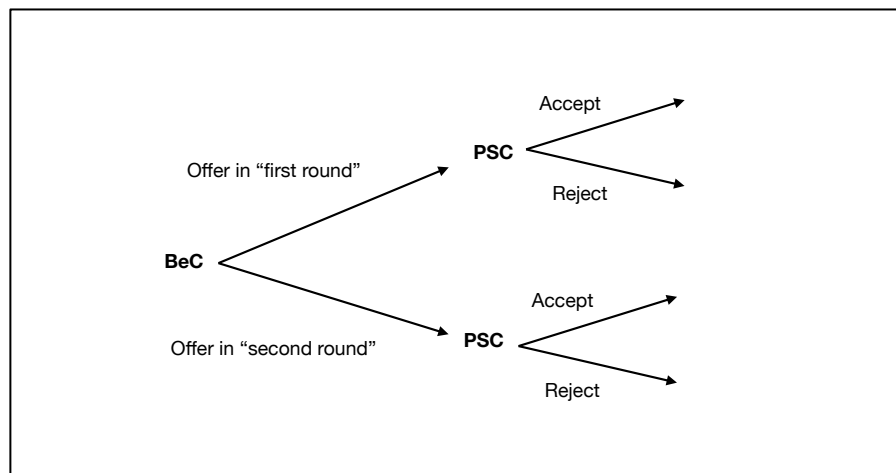 Accept
PSC
Offer in “first round”
Reject
BeC
Accept
PSC
Offer in “second round”
Reject